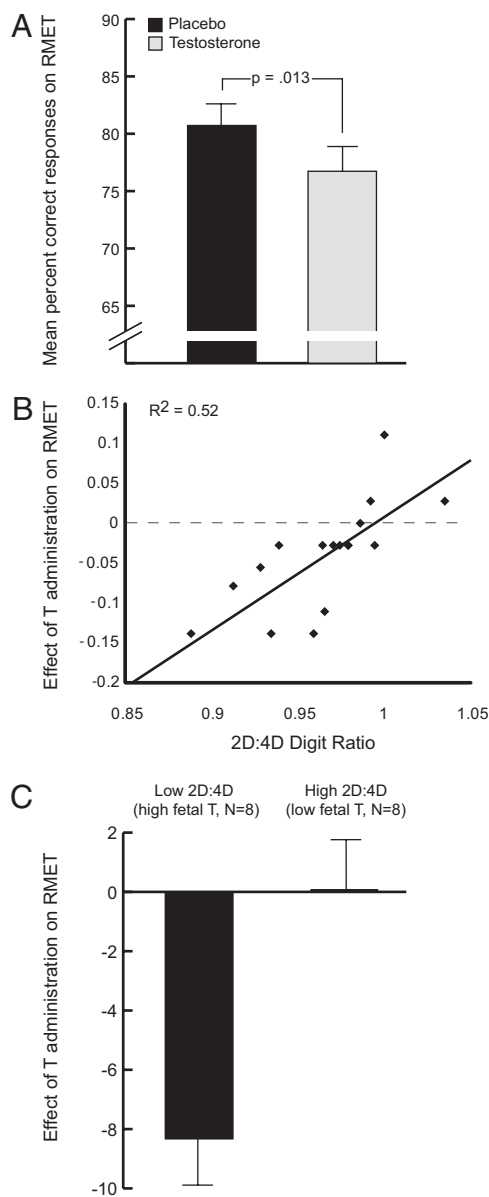 A
Placebo
Testosterone
Mean percent correct responses on RMET
90
85
80
75
70
65
p = .013
B
Effect of T administration on RMET
R2 = 0.52
0.15
0.1
0.05
0
-0.05
-0.1
-0.15
-0.2
0.85
0.9
0.95
1
1.05
2D:4D Digit Ratio
C
Low 2D:4D
(high fetal T, N=8)
High 2D:4D
(low fetal T, N=8)
Effect of T administration on RMET
2
0
-2
-4
-6
-8
-10